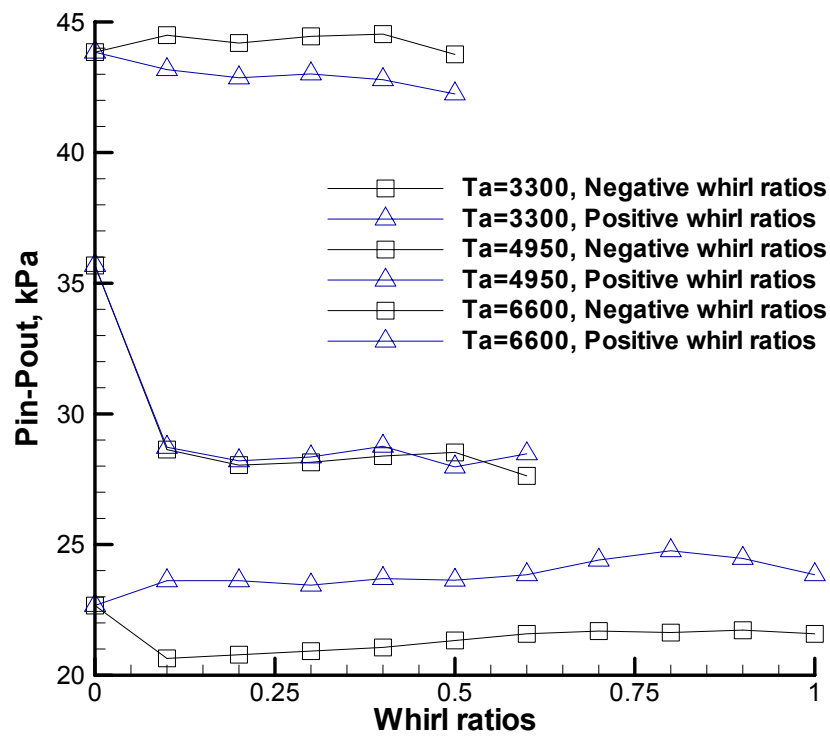 45
40
35
30
25
20
Pin-Pout, kPa
Ta=3300, Negative whirl ratios
Ta=3300, Positive whirl ratios
Ta=4950, Negative whirl ratios
Ta=4950, Positive whirl ratios
Ta=6600, Negative whirl ratios
Ta=6600, Positive whirl ratios
0
0.25
0.5
0.75
1
Whirl ratios